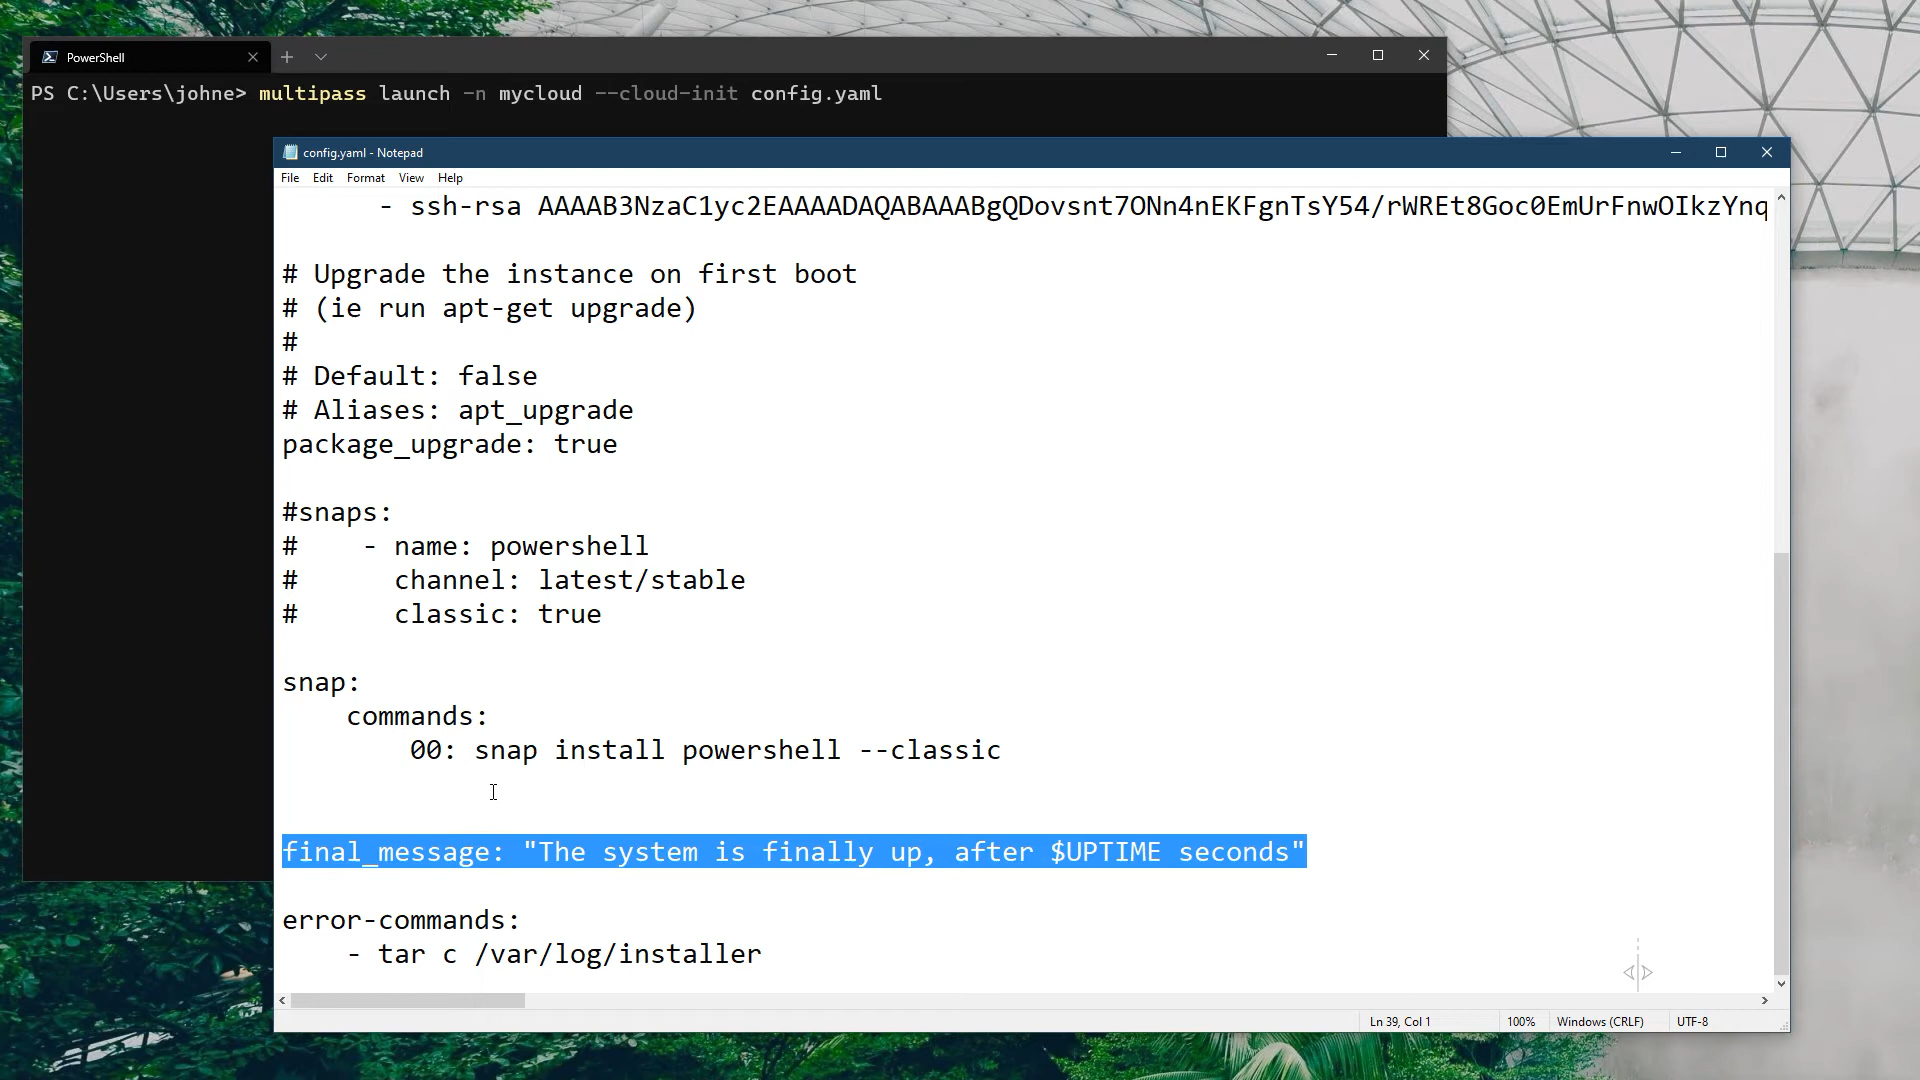 PowerShell
PS C:\Users\johne> multipass launch -n mycloud --cloud-init config.yaml
config.yaml - Notepad
File Edit Format View Help
- ssh-rsa AAAAB3NzaC1yc2EAAAADAQABAAABgQDovsnt7ONn4nEKFgnTsY54/rWREt8Goc0EmUrFnwOIkzYnq
# Upgrade the instance on first boot
# (ie run apt-get upgrade)
#
# Default: false
# Aliases: apt_upgrade
package_upgrade: true
#snaps:
#    - name: powershell
#      channel: latest/stable
#      classic: true
snap:
    commands:
        00: snap install powershell --classic
final_message: "The system is finally up, after $UPTIME seconds"
error-commands:
    - tar c /var/log/installer
Ln 39, Col 1 100% Windows (CRLF) UTF-8